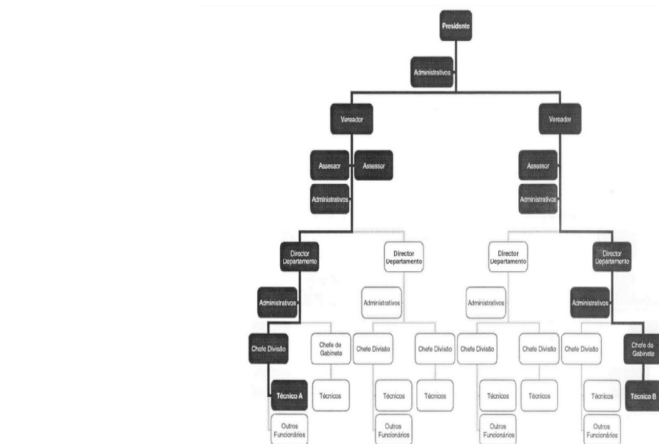 Presidente
Administrativos
Vereador
Vereador
Assessor
Assessor
Assessor
Administrativos
Administrativos
Director
Departamento
Director
Departamento
Director
Departamento
Director
Departamento
Administrativos
Administrativos
Administrativos
Administrativos
Chefe Divisão
Chefe de
Gabinete
Chefe Divisão
Chefe Divisão
Chefe Divisão
Chefe Divisão
Chefe Divisão
Chefe de
Gabinete
Técnico A
Técnicos
Técnicos
Técnicos
Técnicos
Técnicos
Técnicos
Técnico B
Outros
Funcionários
Outros
Funcionários
Outros
Funcionários
Outros
Funcionários